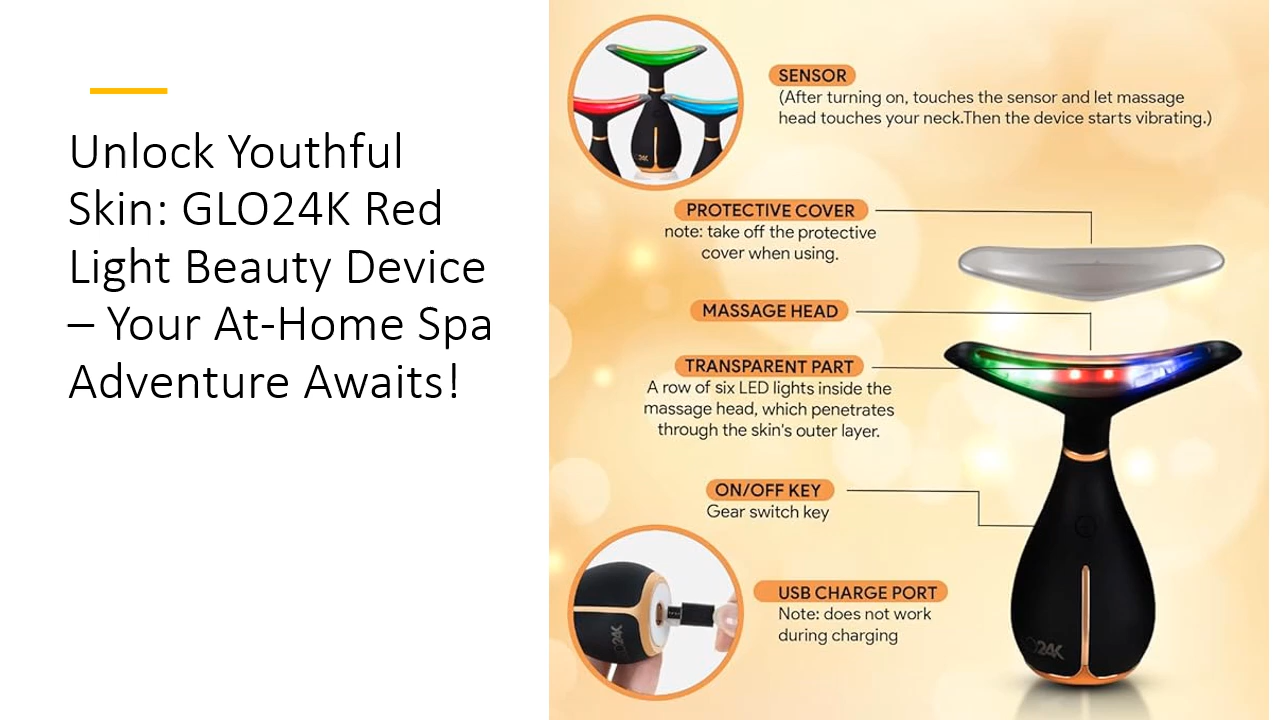 Unlock Youthful
Skin: GLO24K Red
Light Beauty Device
– Your At-Home Spa
Adventure Awaits!
SENSOR
(After turning on, touches the sensor and let massage
head touches your neck.Then the device starts vibrating.)
PROTECTIVE COVER
note: take off the protective
cover when using.
MASSAGE HEAD
TRANSPARENT PART
A row of six LED lights inside the
massage head, which penetrates
through the skin's outer layer.
ON/OFF KEY
Gear switch key
USB CHARGE PORT
Note: does not work
during charging
24K
24K
O24K